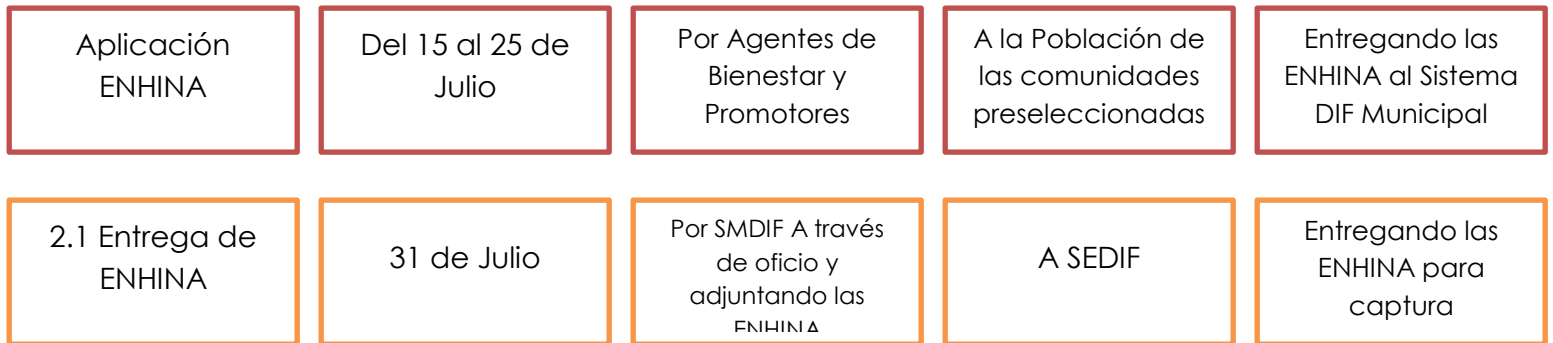 Aplicación
ENHINA
Del 15 al 25 de
Julio
Por Agentes de
Bienestar y
Promotores
A la Población de
las comunidades
preseleccionadas
Entregando las
ENHINA al Sistema
DIF Municipal
2.1 Entrega de
ENHINA
31 de Julio
Por SMDIF A través
de oficio y
adjuntando las
ENHINA
A SEDIF
Entregando las
ENHINA para
captura